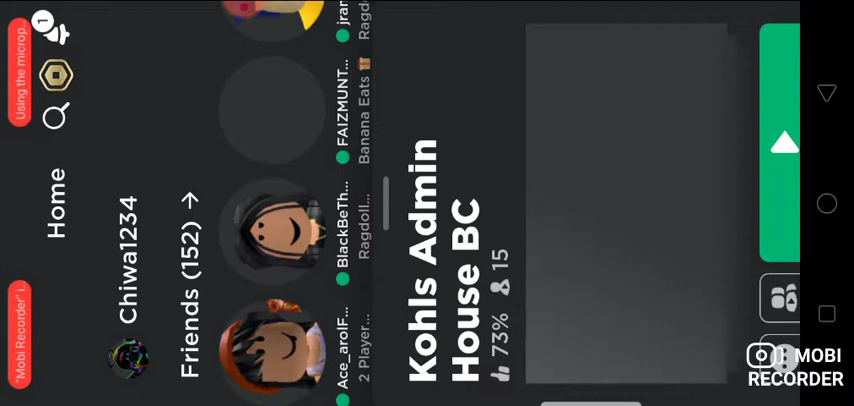 "Mobi Recorder" i...
Using the microp...
Home
1
Chiwa1234
Friends (152) →
Ace_arolF...
BlackBeTh...
FAIZMUNT...
jran
2 Player...
Ragdoll...
Banana Eats
Ragd
Kohls Admin
House BC
73% 15
MOBI
RECORDER